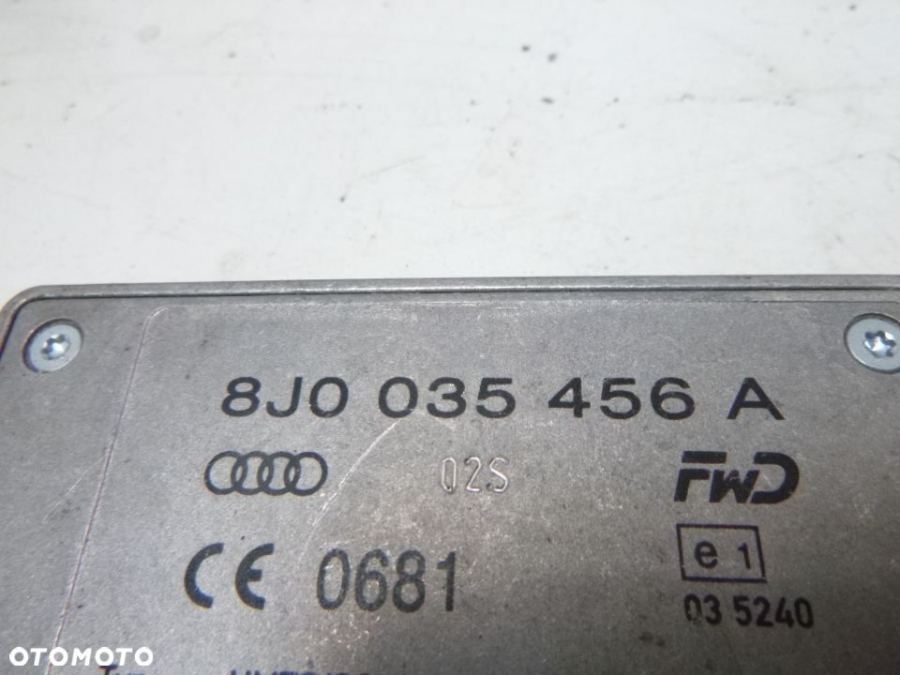 8J0 035 456 A
02S FWD
CE 0681 e 1
03 5240
OTOMOTO